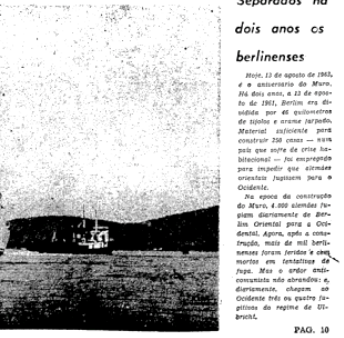 Separados há
dois anos os
berlinenses
Hoje, 13 de agosto de 1963,
é o aniversário do Muro.
Há dois anos, a 13 de agos-
to de 1961, Berlim era di-
vidida por 46 quilômetros
de tijolos e arame farpado.
Material suficiente para
construir 250 casas — num
país que sofre de crise ha-
bitacional — foi empregado
para impedir que alemães
orientais fugissem para o
Ocidente.
Na época da construção
do Muro, 4.000 alemães fu-
giam diariamente de Ber-
lim Oriental para a Oci-
dental. Agora, após a cons-
trução, mais de mil berli-
nenses foram feridos e
mortos em tentativas de
fuga. Mas o ardor anti-
comunista não abrandou: e,
diariamente, chegam ao
Ocidente três ou quatro fu-
gitivos do regime de Ul-
bricht.
PAG. 10